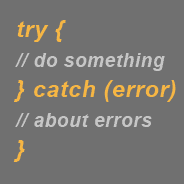 try {
// do something
} catch (error)
// about errors
}